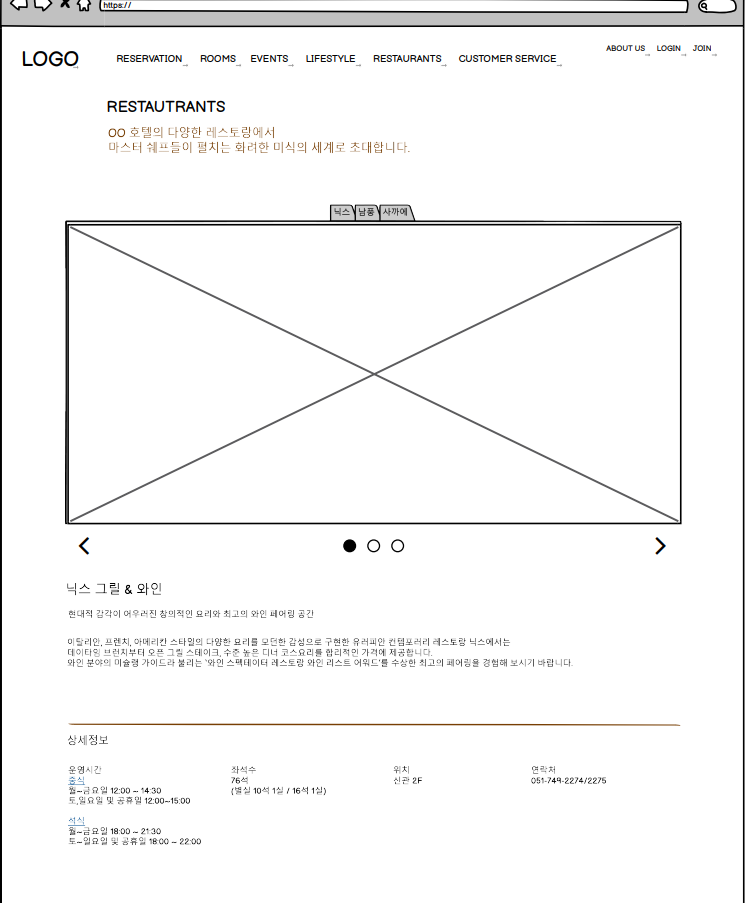 https://
LOGO
RESERVATION ROOMS EVENTS LIFESTYLE RESTAURANTS CUSTOMER SERVICE
ABOUT US LOGIN JOIN
RESTAUTRANTS
OO 호텔의 다양한 레스토랑에서
마스터 쉐프들이 펼치는 화려한 미식의 세계로 초대합니다.
닉스 남풍 사까에
닉스 그릴 & 와인
현대적 감각이 어우러진 창의적인 요리와 최고의 와인 페어링 공간
이탈리안, 프렌치, 아메리칸 스타일의 다양한 요리를 모던한 감성으로 구현한 유러피안 컨템포러리 레스토랑 닉스에서는
데이타임 브런치부터 오픈 그릴 스테이크, 수준 높은 디너 코스요리를 합리적인 가격에 제공합니다.
와인 분야의 미슐랭 가이드라 불리는 '와인 스펙테이터 레스토랑 와인 리스트 어워드'를 수상한 최고의 페어링을 경험해 보시기 바랍니다.
상세정보
운영시간
중식
월~금요일 12:00 ~ 14:30
토,일요일 및 공휴일 12:00~15:00
석식
월~금요일 18:00 ~ 21:30
토~일요일 및 공휴일 18:00 ~ 22:00
좌석수
76석
(별실 10석 1실 / 16석 1실)
위치
신관 2F
연락처
051-749-2274/2275